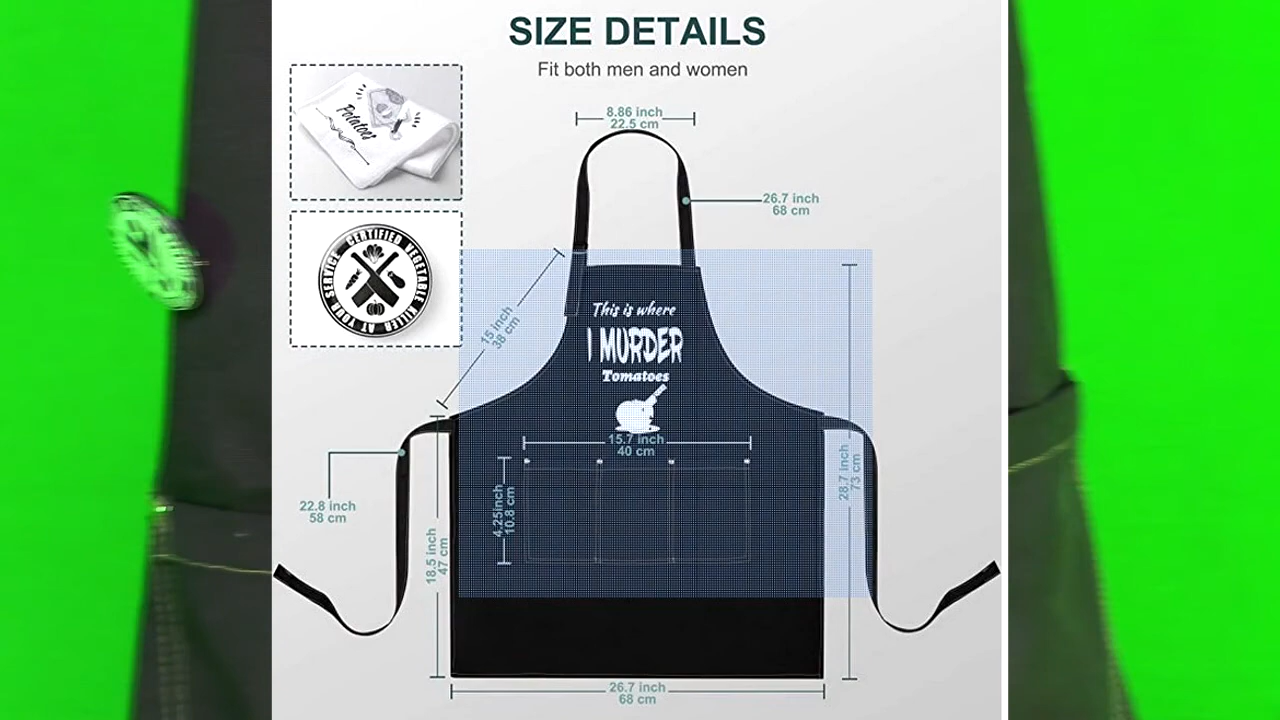 SIZE DETAILS
Fit both men and women
8.86 inch
22.5 cm
Potatoes
26.7 inch
68 cm
AT YOUR SERVICE CERTIFIED VEGETABLE KILLER
15 inch
38 cm
This is where
I MURDER
Tomatoes
15.7 inch
40 cm
4.25inch
10.8 cm
28.7 inch
73 cm
22.8 inch
58 cm
18.5 inch
47 cm
26.7 inch
68 cm